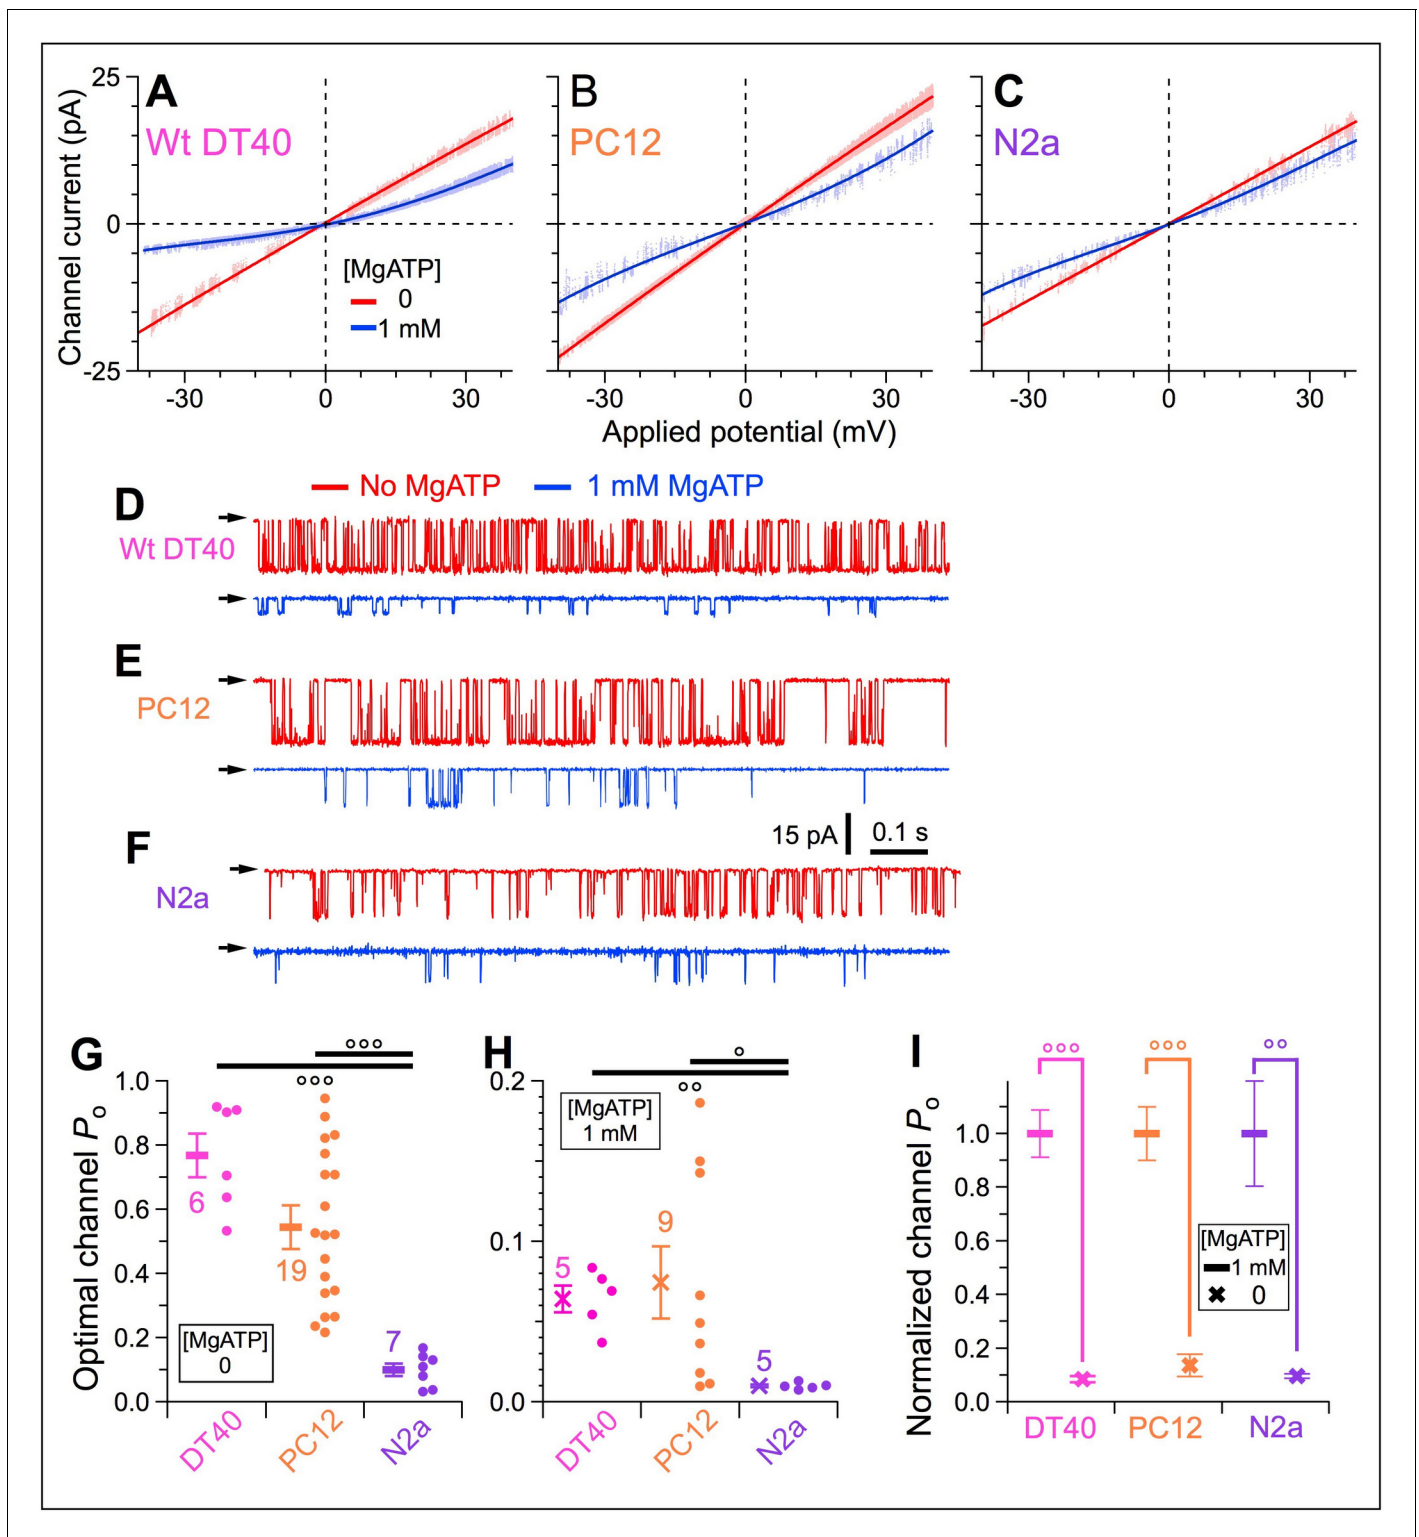 A
B
C
Wt DT40
PC12
N2a
25
0
-25
Channel current (pA)
[MgATP]
0
1 mM
-30
0
30
-30
0
30
-30
0
30
Applied potential (mV)
No MgATP
1 mM MgATP
D
Wt DT40
E
PC12
15 pA
0.1 s
F
N2a
G
°°°
°°°
1.0
0.8
0.6
0.4
0.2
0.0
Optimal channel Po
6
19
7
[MgATP]
0
DT40
PC12
N2a
H
°
°°
0.2
0.1
0.0
[MgATP]
1 mM
5
9
5
DT40
PC12
N2a
I
°°°
°°°
°°
1.0
0.8
0.6
0.4
0.2
0.0
Normalized channel Po
[MgATP]
1 mM
0
DT40
PC12
N2a